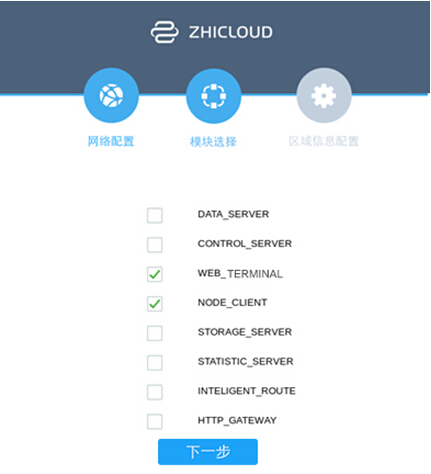 ZHICLOUD
网络配置
模块选择
区域信息配置
DATA_SERVER
CONTROL_SERVER
WEB_TERMINAL
NODE_CLIENT
STORAGE_SERVER
STATISTIC_SERVER
INTELIGENT_ROUTE
HTTP_GATEWAY
下一步